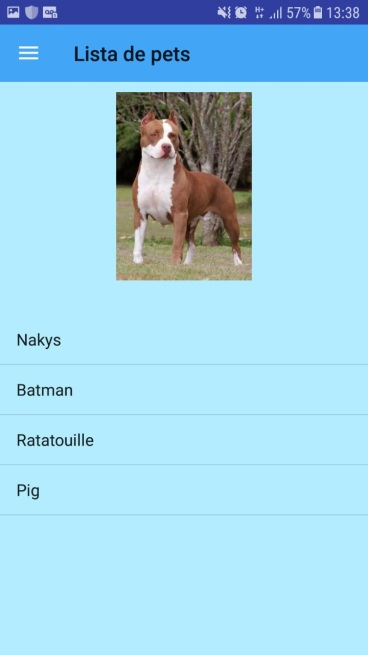 H+ 57% 13:38
Lista de pets
Nakys
Batman
Ratatouille
Pig